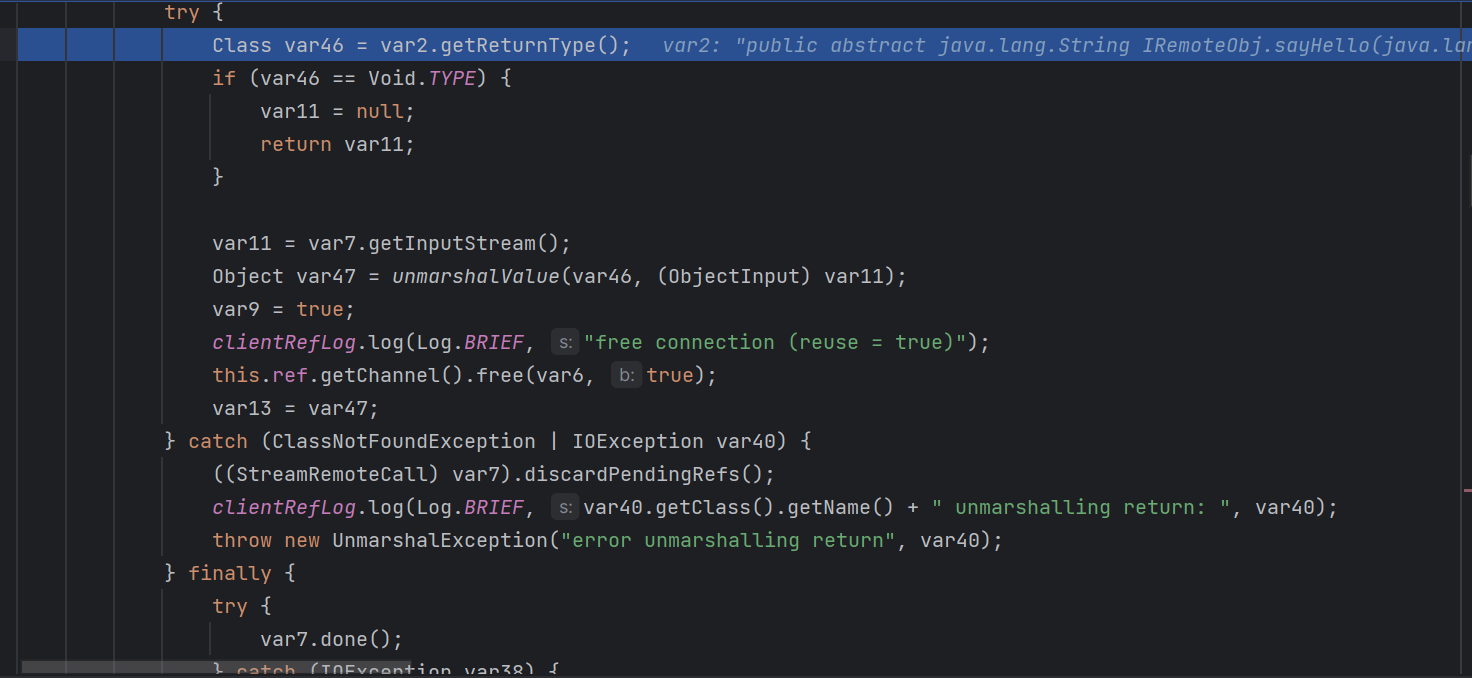 try {
Class var46 = var2.getReturnType();   var2: "public abstract java.lang.String IRemoteObj.sayHello(java.lan
if (var46 == Void.TYPE) {
var11 = null;
return var11;
}
var11 = var7.getInputStream();
Object var47 = unmarshalValue(var46, (ObjectInput) var11);
var9 = true;
clientRefLog.log(Log.BRIEF, s: "free connection (reuse = true)");
this.ref.getChannel().free(var6, b: true);
var13 = var47;
} catch (ClassNotFoundException | IOException var40) {
((StreamRemoteCall) var7).discardPendingRefs();
clientRefLog.log(Log.BRIEF, s: var40.getClass().getName() + " unmarshalling return: ", var40);
throw new UnmarshalException("error unmarshalling return", var40);
} finally {
try {
var7.done();
} catch (IOException var38) {